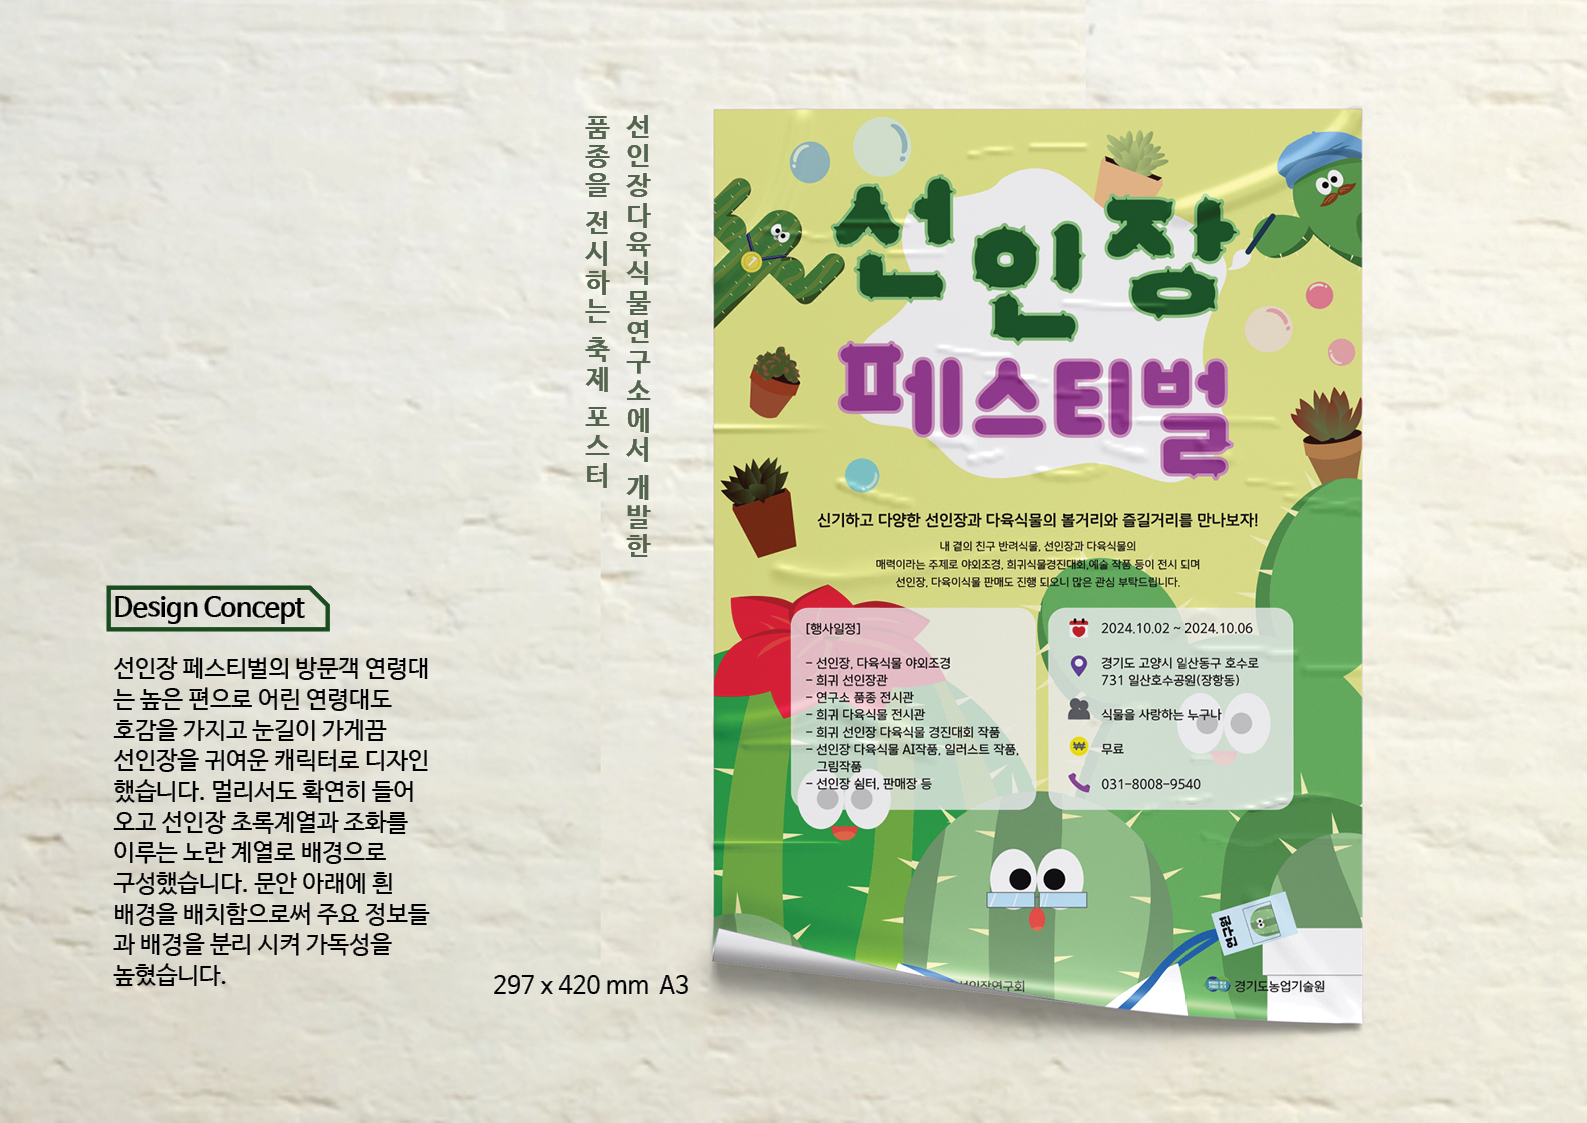 선인장다육식물연구소에서 개발한
품종을 전시하는 축제 포스터
Design Concept
선인장 페스티벌의 방문객 연령대
는 높은 편으로 어린 연령대도
호감을 가지고 눈길이 가게끔
선인장을 귀여운 캐릭터로 디자인
했습니다. 멀리서도 확연히 들어
오고 선인장 초록계열과 조화를
이루는 노란 계열로 배경으로
구성했습니다. 문안 아래에 흰
배경을 배치함으로써 주요 정보들
과 배경을 분리 시켜 가독성을
높혔습니다.
297 x 420 mm A3
선인장
페스티벌
신기하고 다양한 선인장과 다육식물의 볼거리와 즐길거리를 만나보자!
내 곁의 친구 반려식물, 선인장과 다육식물의
매력이라는 주제로 야외조경, 희귀식물경진대회,예술 작품 등이 전시 되며
선인장, 다육이식물 판매도 진행 되오니 많은 관심 부탁드립니다.
[행사일정]
- 선인장, 다육식물 야외조경
- 희귀 선인장관
- 연구소 품종 전시관
- 희귀 다육식물 전시관
- 희귀 선인장 다육식물 경진대회 작품
- 선인장 다육식물 AI작품, 일러스트 작품,
그림작품
- 선인장 쉼터, 판매장 등
2024.10.02 ~ 2024.10.06
경기도 고양시 일산동구 호수로
731 일산호수공원(장항동)
식물을 사랑하는 누구나
무료
031-8008-9540
연구원
선인장연구회
경기도농업기술원